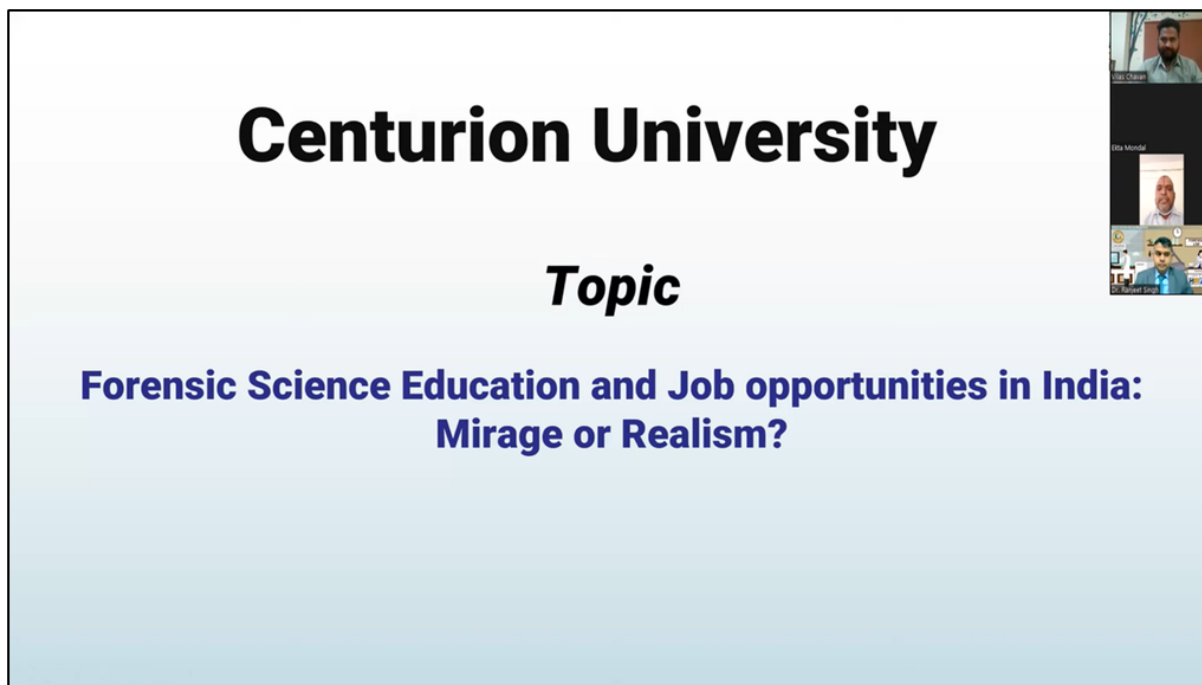 Centurion University
Topic
Forensic Science Education and Job opportunities in India:
Mirage or Realism?
Vilas Chavan
Ekta Mondal
Dr. Ranjeet Singh